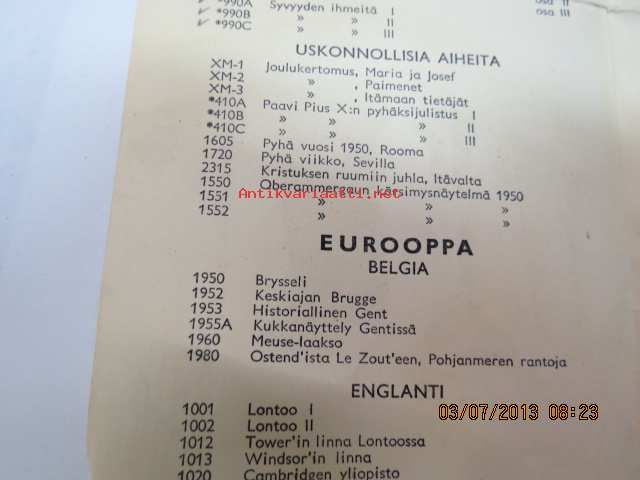 ✓ *990A Syvyyden ihmeitä I osa II
✓ *990B » » II osa III
✓ *990C » » III
USKONNOLLISIA AIHEITA
XM-1 Joulukertomus, Maria ja Josef
XM-2 » , Paimenet
XM-3 » , Itämaan tietäjät
*410A Paavi Pius X:n pyhäksijulistus I
*410B » » » II
*410C » » » III
1605 Pyhä vuosi 1950, Rooma
1720 Pyhä viikko, Sevilla
2315 Kristuksen ruumiin juhla, Itävalta
1550 Oberammergaun kärsimysnäytelmä 1950
1551 » » »
1552 » » »
Antikvariaatti.net
EUROOPPA
BELGIA
1950 Brysseli
1952 Keskiajan Brugge
1953 Historiallinen Gent
1955A Kukkanäyttely Gentissä
1960 Meuse-laakso
1980 Ostend'ista Le Zout'een, Pohjanmeren rantoja
ENGLANTI
1001 Lontoo I
1002 Lontoo II
1012 Tower'in linna Lontoossa
1013 Windsor'in linna
1020 Cambridgen yliopisto
03/07/2013 08:23